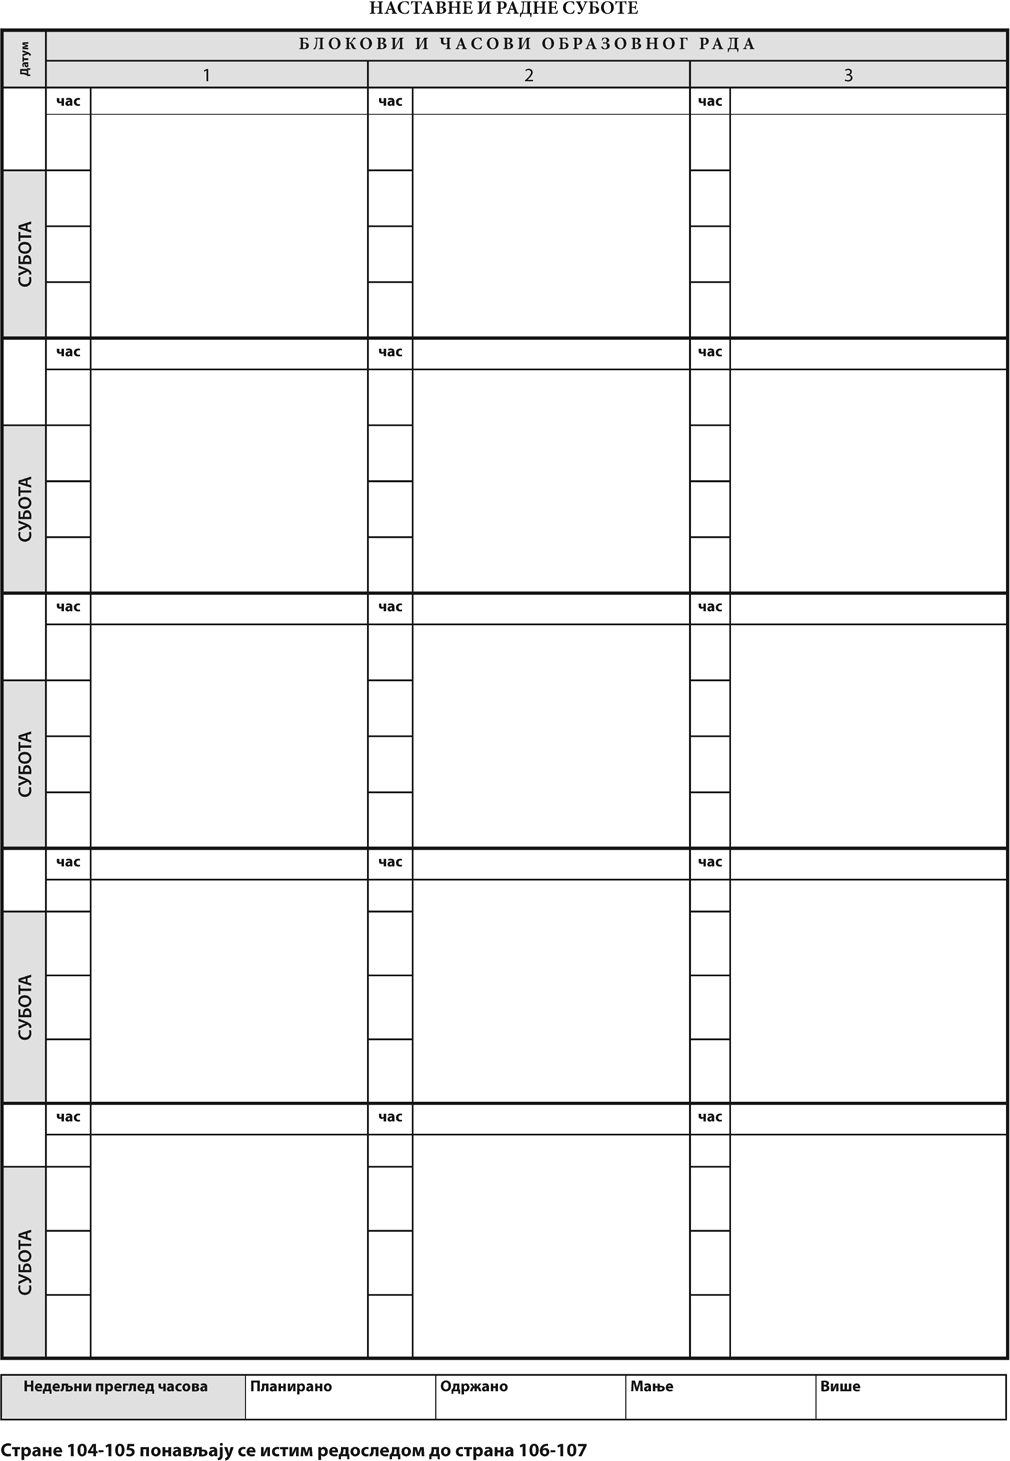 НАСТАВНЕ И РАДНЕ СУБОТЕ
Датум
БЛОКОВИ И ЧАСОВИ ОБРАЗОВНОГ РАДА
1 2 3
час час час
СУБОТА
час час час
СУБОТА
час час час
СУБОТА
час час час
СУБОТА
час час час
СУБОТА
Недељни преглед часова Планирано Одржано Мање Више
Стране 104-105 понављају се истим редоследом до страна 106-107